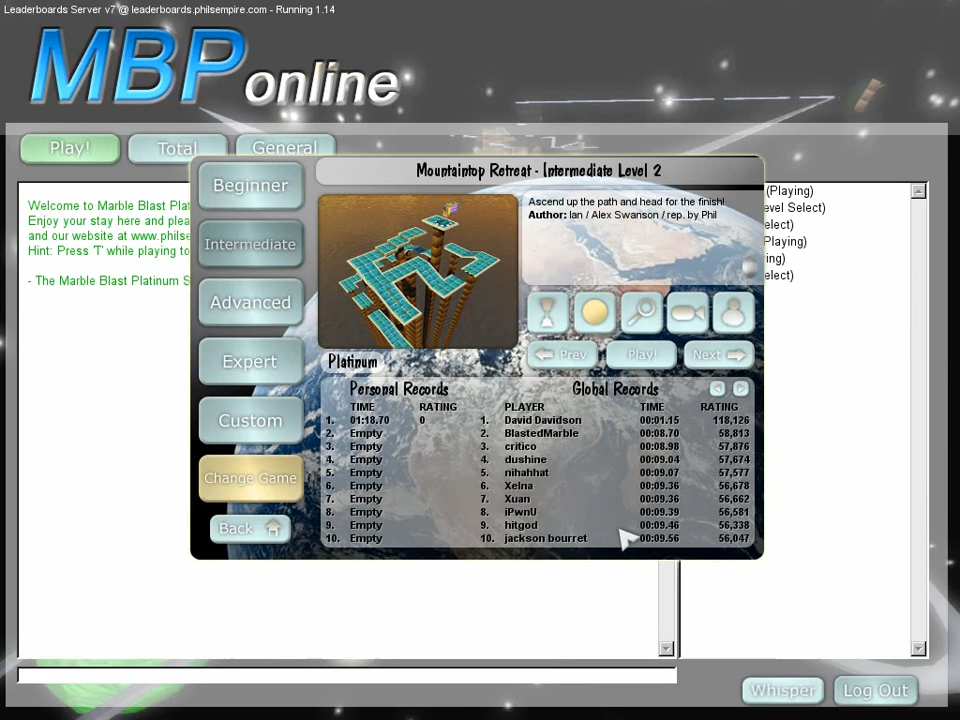 Leaderboards Server v7 @ leaderboards.philsempire.com - Running 1.14
MBP online
Play! Total General
Welcome to Marble Blast Plat
Enjoy your stay here and plea
and our website at www.philse
Hint: Press 'T' while playing to
- The Marble Blast Platinum S
Beginner
Intermediate
Advanced
Expert
Custom
Change Game
Back
Mountaintop Retreat - Intermediate Level 2
Ascend up the path and head for the finish!
Author: Ian / Alex Swanson / rep. by Phil
Prev Play! Next
Platinum
Personal Records Global Records
TIME RATING PLAYER TIME RATING
1. 01:18.70 0 1. David Davidson 00:01.15 118,126
2. Empty 2. BlastedMarble 00:08.70 58,813
3. Empty 3. critico 00:08.98 57,876
4. Empty 4. dushine 00:09.04 57,674
5. Empty 5. nihahhat 00:09.07 57,577
6. Empty 6. Xelna 00:09.36 56,678
7. Empty 7. Xuan 00:09.36 56,662
8. Empty 8. iPwnU 00:09.39 56,581
9. Empty 9. hitgod 00:09.46 56,338
10. Empty 10. jackson bourret 00:09.56 56,047
(Playing)
evel Select)
elect)
Playing)
ing)
elect)
Whisper Log Out